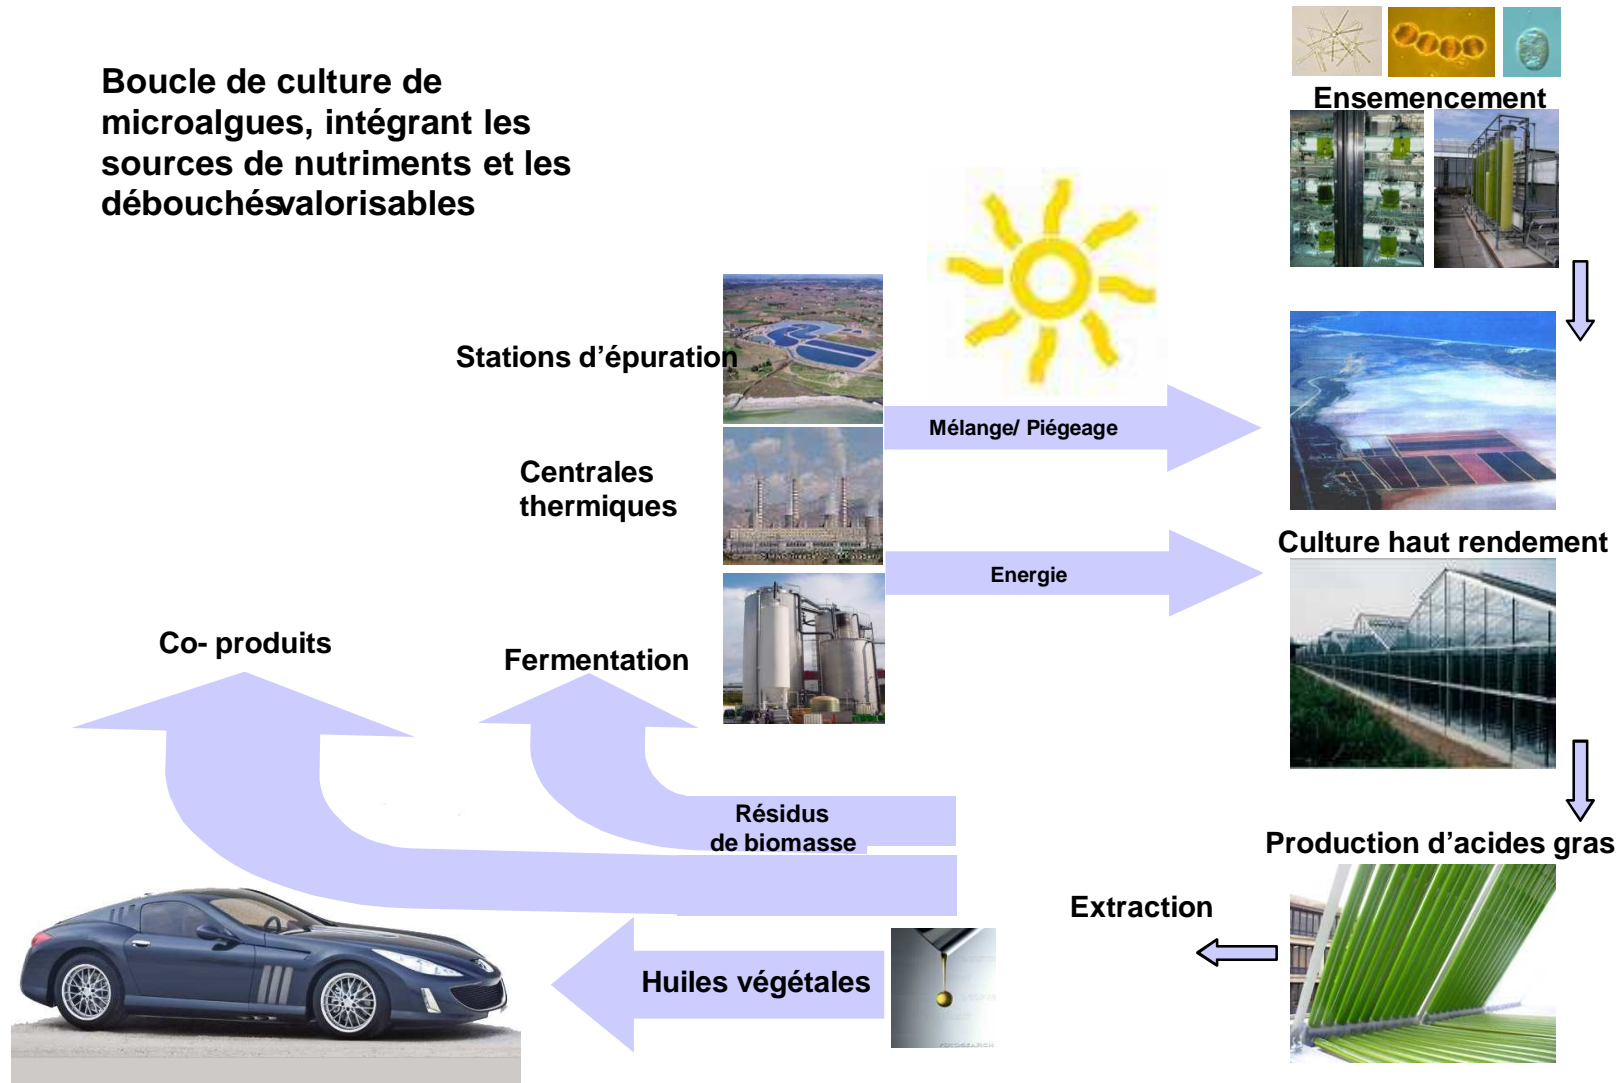 Boucle de culture de
microalgues, intégrant les
sources de nutriments et les
débouchésvalorisables
Ensemencement
Stations d’épuration
Mélange/ Piégeage
Centrales
thermiques
Culture haut rendement
Energie
Co- produits
Fermentation
Résidus
de biomasse
Production d’acides gras
Extraction
Huiles végétales